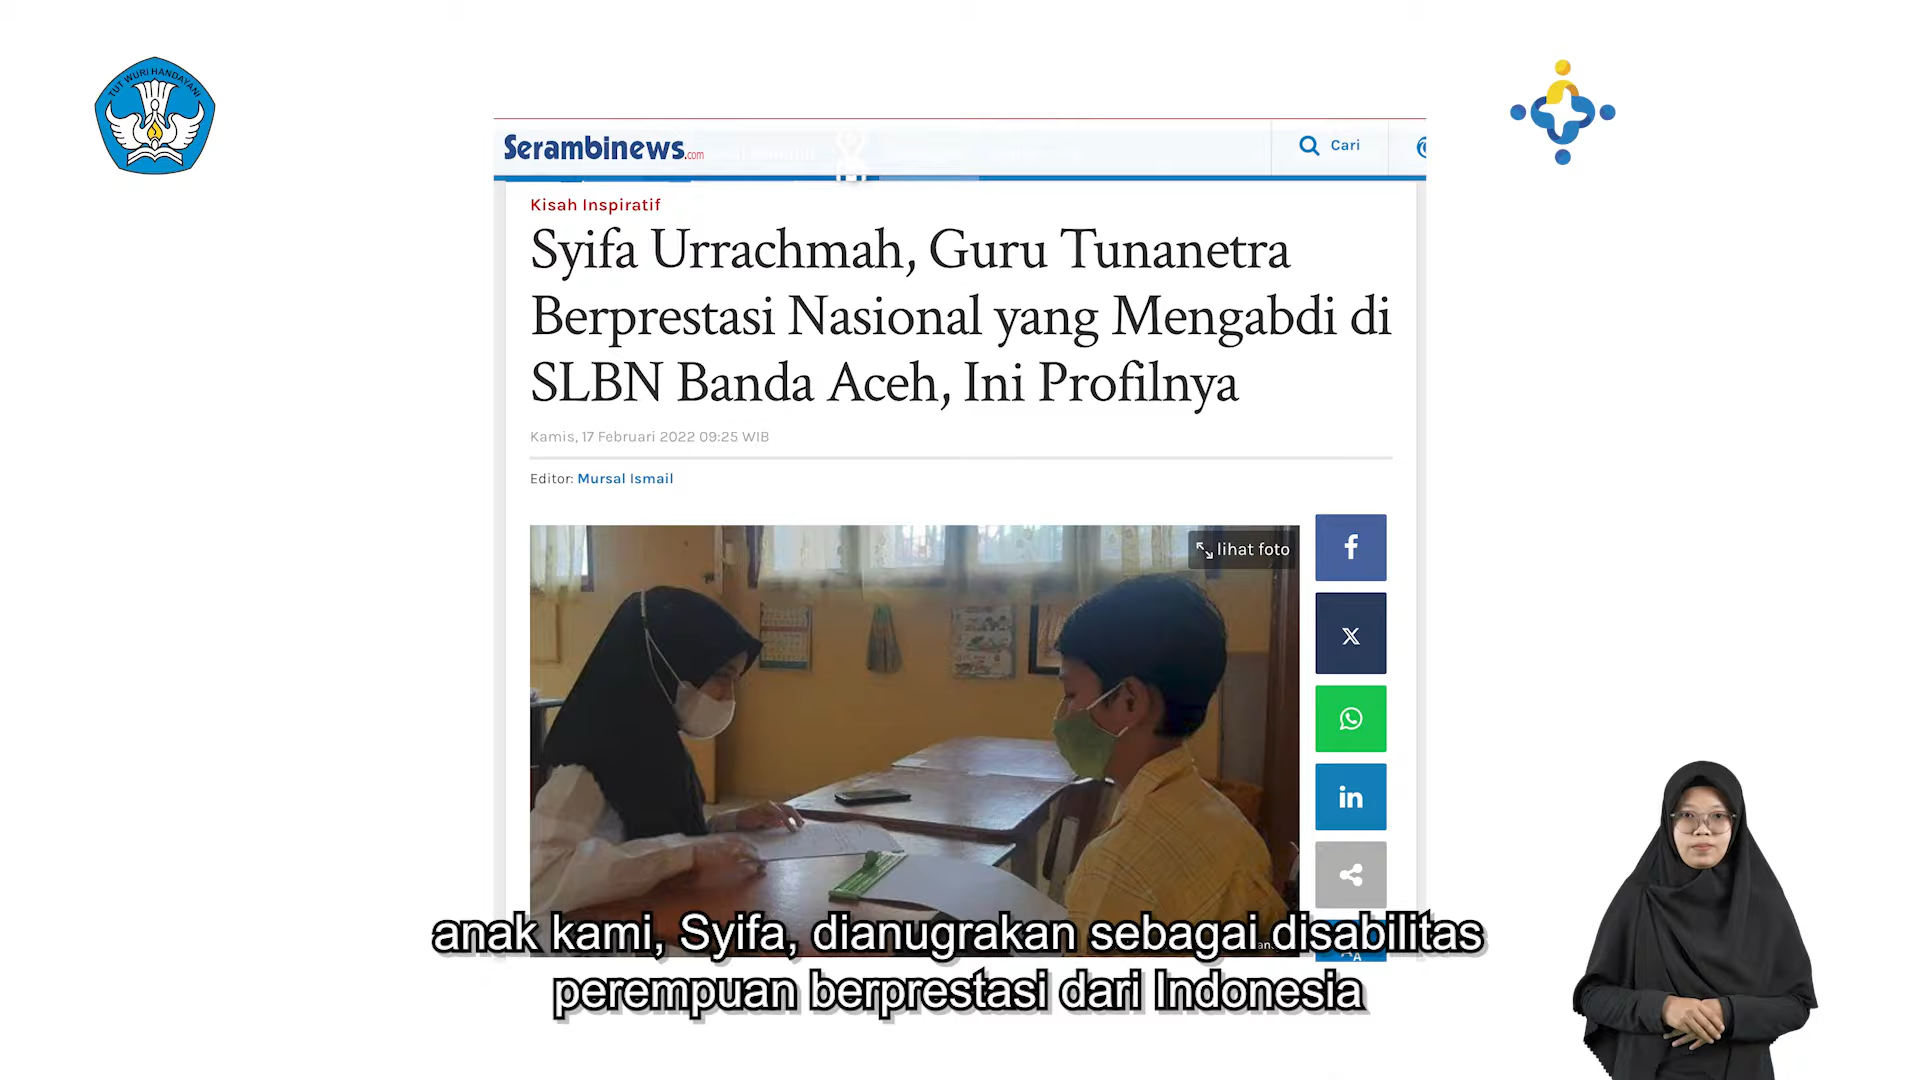 TUT WURI HANDAYANI
Serambinews.com
Cari
Kisah Inspiratif
Syifa Urrachmah, Guru Tunanetra
Berprestasi Nasional yang Mengabdi di
SLBN Banda Aceh, Ini Profilnya
Kamis, 17 Februari 2022 09:25 WIB
Editor: Mursal Ismail
lihat foto
anak kami, Syifa, dianugrakan sebagai disabilitas
perempuan berprestasi dari Indonesia